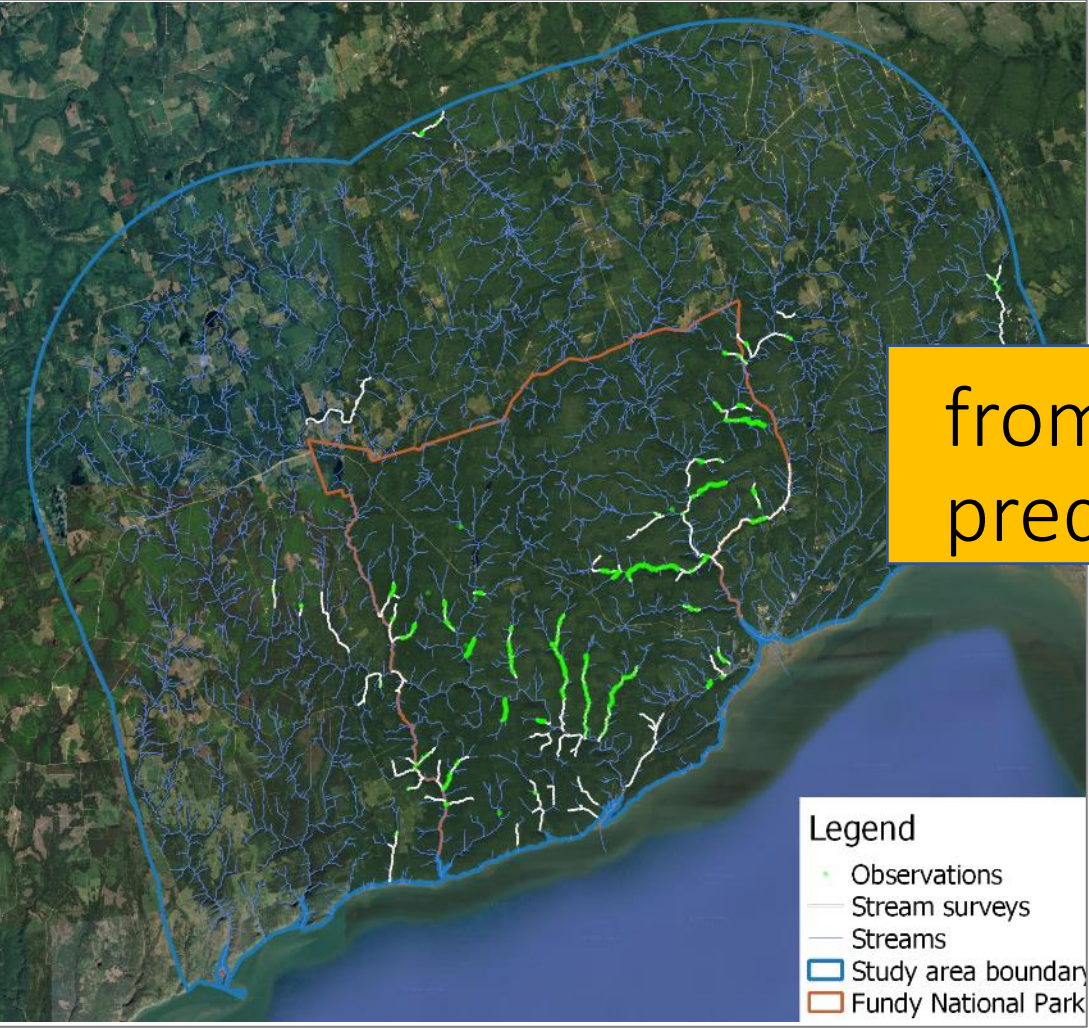 from
pred
Legend
Observations
Stream surveys
Streams
Study area boundary
Fundy National Park